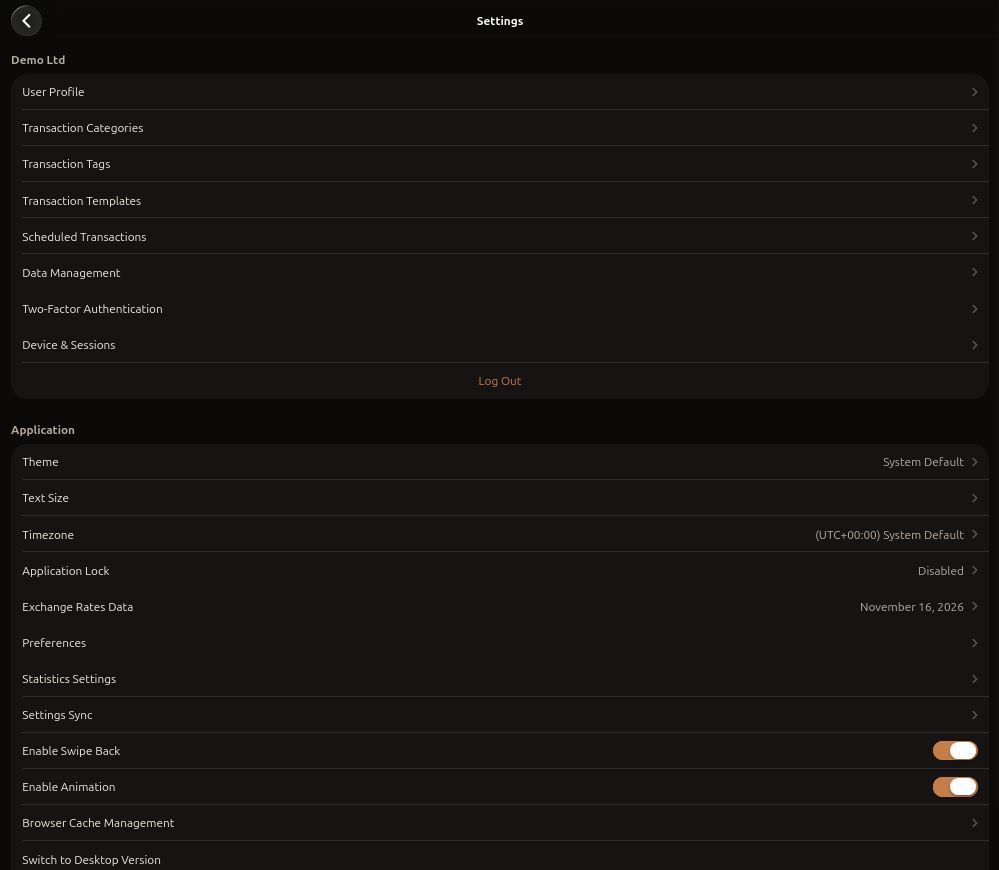 Settings
Demo Ltd
User Profile
Transaction Categories
Transaction Tags
Transaction Templates
Scheduled Transactions
Data Management
Two-Factor Authentication
Device & Sessions
Log Out
Application
Theme System Default
Text Size
Timezone (UTC+00:00) System Default
Application Lock Disabled
Exchange Rates Data November 16, 2026
Preferences
Statistics Settings
Settings Sync
Enable Swipe Back
Enable Animation
Browser Cache Management
Switch to Desktop Version